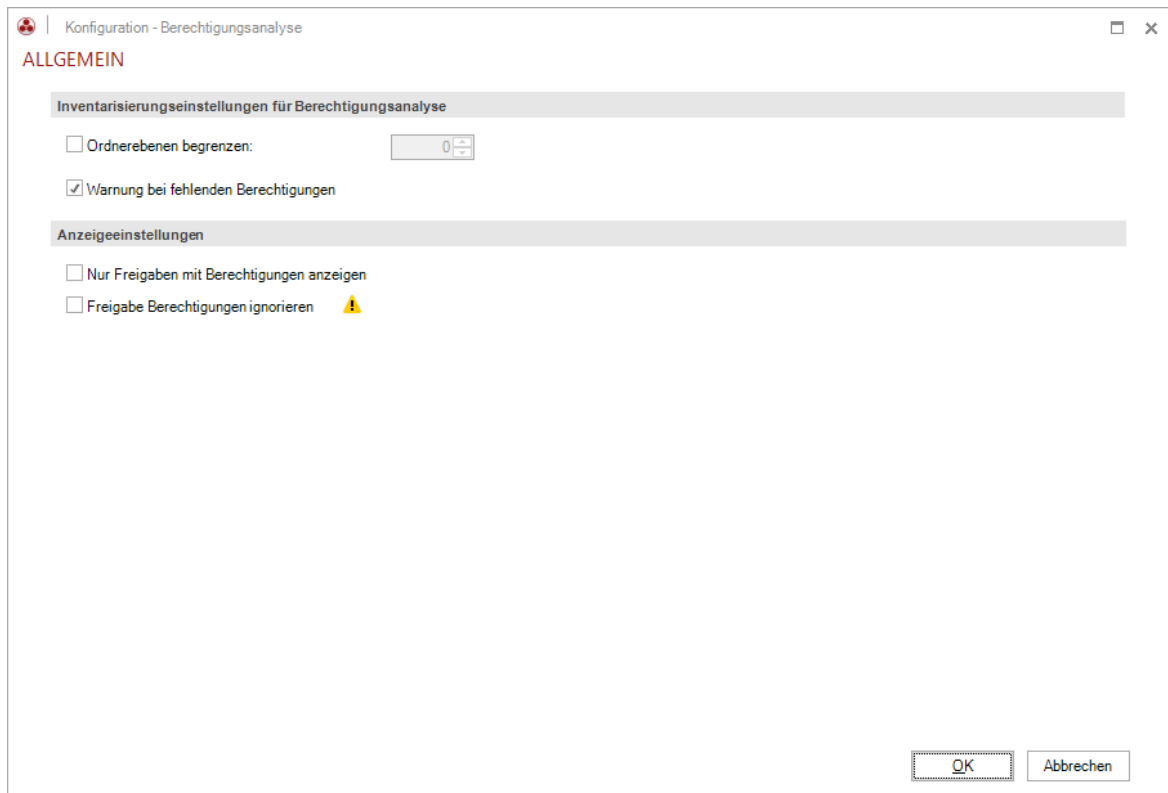 Konfiguration - Berechtigungsanalyse
ALLGEMEIN
Inventarisierungseinstellungen für Berechtigungsanalyse
Ordnerebenen begrenzen: 0
Warnung bei fehlenden Berechtigungen
Anzeigeeinstellungen
Nur Freigaben mit Berechtigungen anzeigen
Freigabe Berechtigungen ignorieren
OK Abbrechen